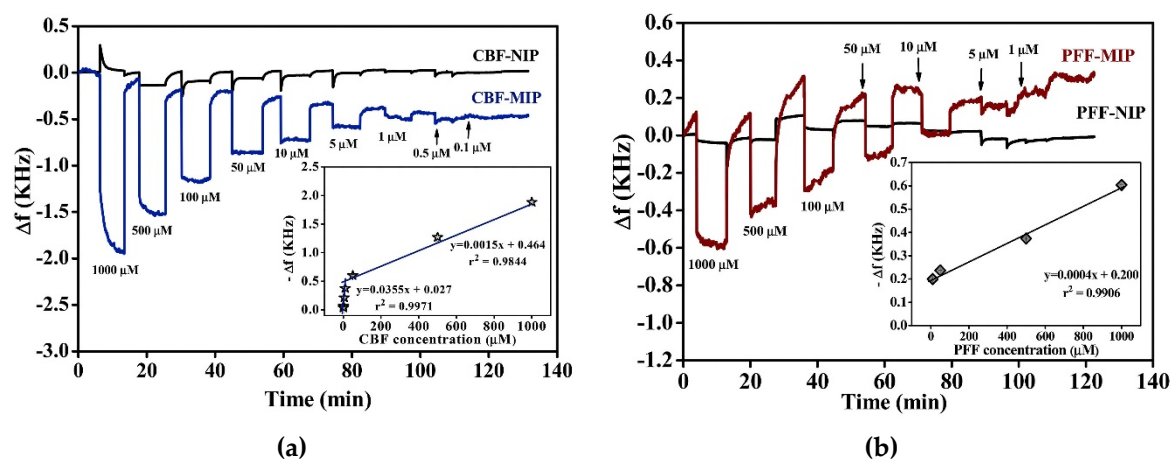 0.5
0.0
-0.5
-1.0
-1.5
-2.0
-2.5
-3.0
Δf (KHz)
CBF-NIP
CBF-MIP
1000 μM
500 μM
100 μM
50 μM
10 μM
5 μM
1 μM
0.5 μM
0.1 μM
2.5
2.0
1.5
1.0
0.5
0.0
- Δf (KHz)
y=0.0015x + 0.464
r² = 0.9844
y=0.0355x + 0.027
r² = 0.9971
0 200 400 600 800 1000
CBF concentration (μM)
0 20 40 60 80 100 120 140
Time (min)
(a)
0.6
0.4
0.2
0.0
-0.2
-0.4
-0.6
-0.8
-1.0
-1.2
Δf (KHz)
50 μM
10 μM
5 μM
1 μM
PFF-MIP
PFF-NIP
1000 μM
500 μM
100 μM
0.8
0.6
0.4
0.2
0.0
- Δf (KHz)
y=0.0004x + 0.200
r² = 0.9906
0 200 400 600 800 1000
PFF concentration (μM)
0 20 40 60 80 100 120 140
Time (min)
(b)